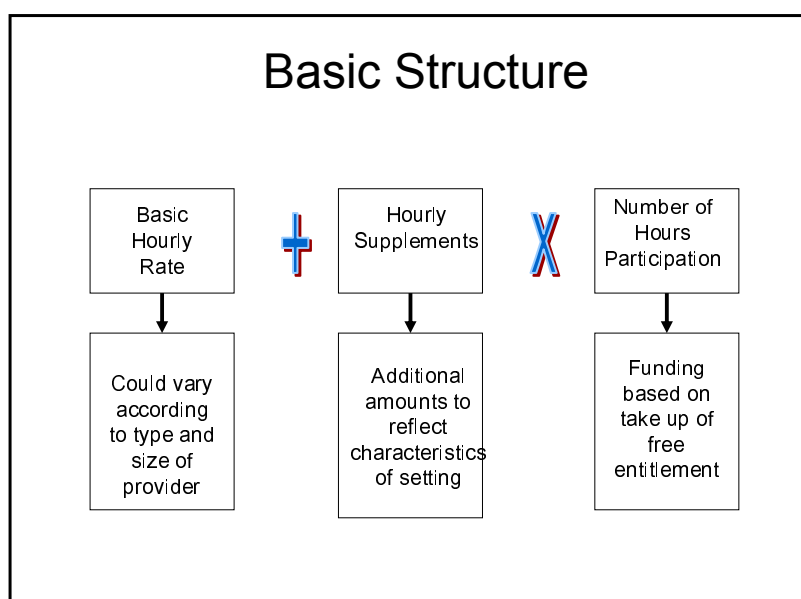 Basic Structure
Basic
Hourly
Rate
+
Hourly
Supplements
X
Number of
Hours
Participation
Could vary
according
to type and
size of
provider
Additional
amounts to
reflect
characteristics
of setting
Funding
based on
take up of
free
entitlement